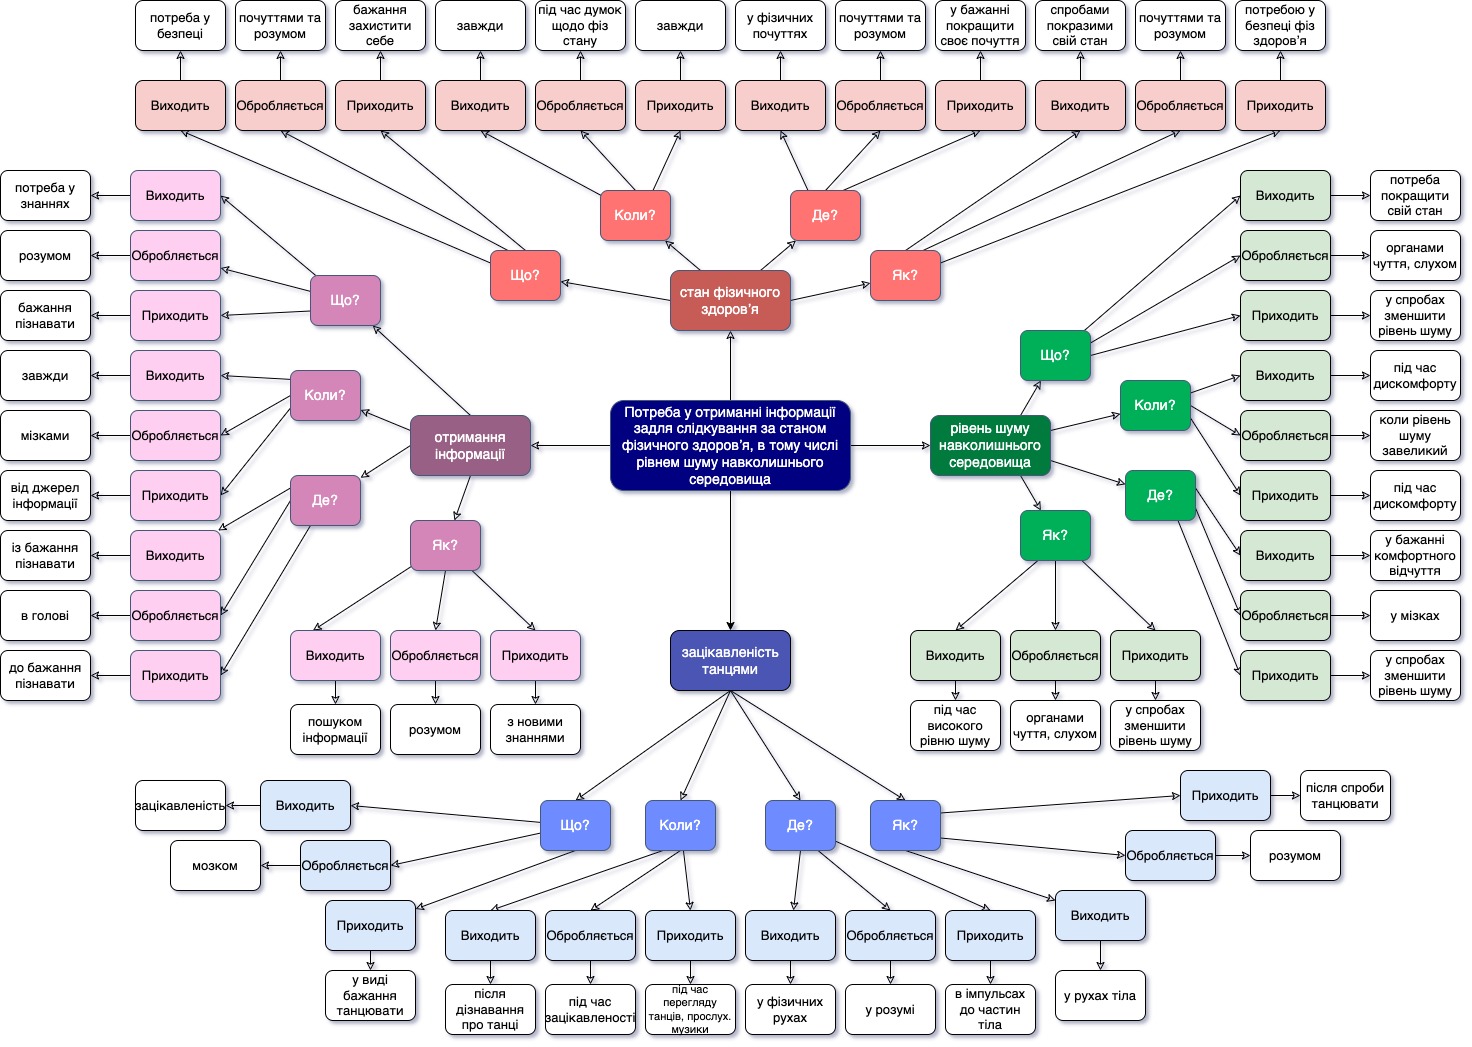 потреба у
безпеці
почуттями та
розумом
бажання
захистити
себе
завжди
під час думок
щодо фіз
стану
завжди
у фізичних
почуттях
почуттями та
розумом
у бажанні
покращити
своє почуття
спробами
покразими
свій стан
почуттями та
розумом
потребою у
безпеці фіз
здоров'я
Виходить
Обробляється
Приходить
Виходить
Обробляється
Приходить
Виходить
Обробляється
Приходить
Виходить
Обробляється
Приходить
Що?
Коли?
Де?
Як?
стан фізичного
здоров'я
потреба у
знаннях
Виходить
розумом
Обробляється
бажання
пізнавати
Приходить
завжди
Виходить
мізками
Обробляється
від джерел
інформації
Приходить
із бажання
пізнавати
Виходить
в голові
Обробляється
до бажання
пізнавати
Приходить
Що?
Коли?
Де?
Як?
отримання
інформації
Виходить
Обробляється
Приходить
пошуком
інформації
розумом
з новими
знаннями
Потреба у отриманні інформації
задля слідкування за станом
фізичного здоров'я, в тому числі
рівнем шуму навколишнього
середовища
рівень шуму
навколишнього
середовища
Що?
Коли?
Де?
Як?
Виходить
потреба
покращити
свій стан
Обробляється
органами
чуття, слухом
Приходить
у спробах
зменшити
рівень шуму
Виходить
під час
дискомфорту
Обробляється
коли рівень
шуму
завеликий
Приходить
під час
дискомфорту
Виходить
у бажанні
комфортного
відчуття
Обробляється
у мізках
Приходить
у спробах
зменшити
рівень шуму
Виходить
Обробляється
Приходить
під час
високого
рівню шуму
органами
чуття, слухом
у спробах
зменшити
рівень шуму
зацікавленість
танцями
Що?
Коли?
Де?
Як?
зацікавленість
Виходить
мозком
Обробляється
Приходить
у виді
бажання
танцювати
Виходить
Обробляється
Приходить
після
дізнавання
про танці
під час
зацікавленості
під час
перегляду
танців, прослух.
музики
Виходить
Обробляється
Приходить
у фізичних
рухах
у розумі
в імпульсах
до частин
тіла
Приходить
після спроби
танцювати
Обробляється
розумом
Виходить
у рухах тіла